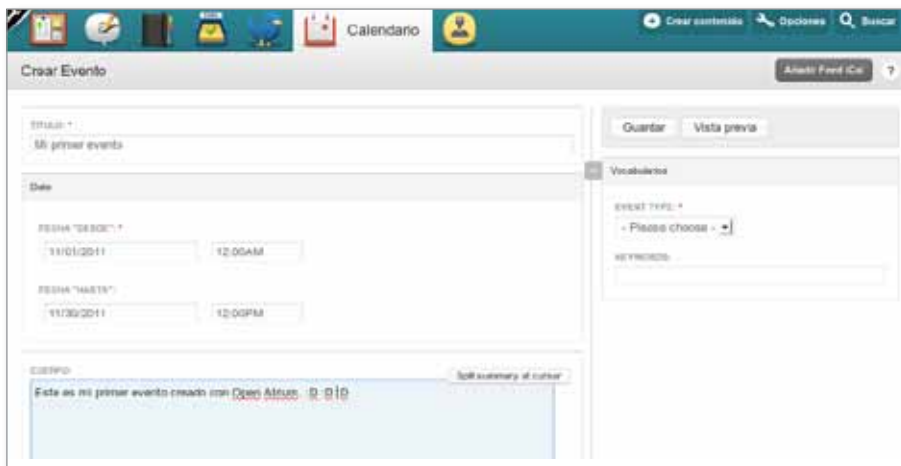 Calendario
Crear contenido Opciones Buscar
Crear Evento
Añadir Feed iCal ?
TÍTULO: *
Mi primer evento
Guardar Vista previa
Date
Vocabularios
FECHA "DESDE": *
11/01/2011 12:00AM
EVENT TYPE: *
- Please choose -
KEYWORDS:
FECHA "HASTA":
11/30/2011 12:00PM
CUERPO:
Split summary at cursor
Este es mi primer evento creado con Open Atrium.